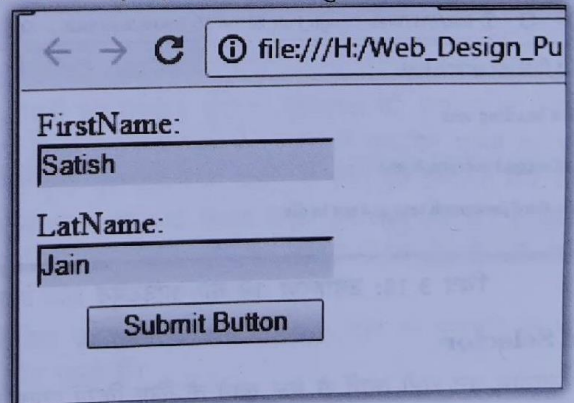 file:///H:/Web_Design_Pu
FirstName:
Satish
LatName:
Jain
Submit Button